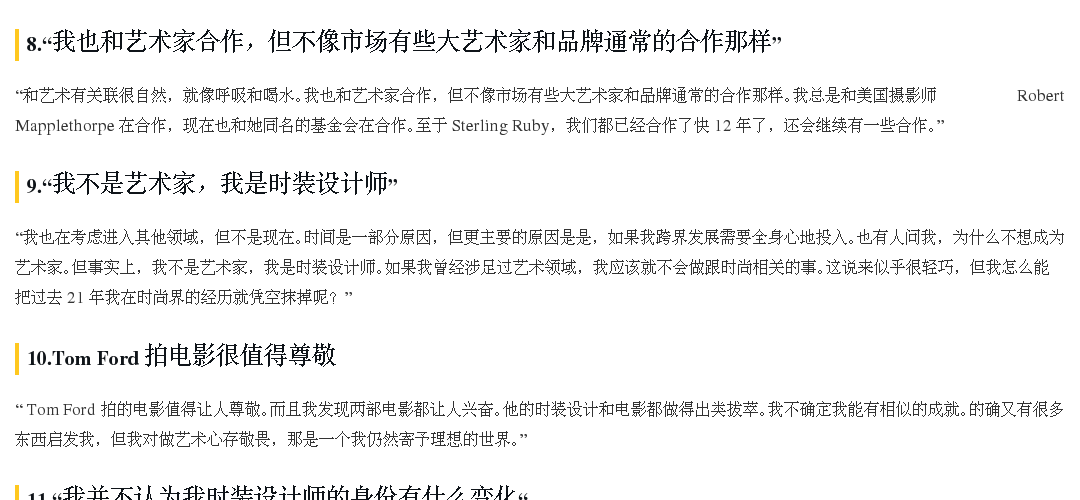 8.“我也和艺术家合作，但不像市场有些大艺术家和品牌通常的合作那样”
“和艺术有关联很自然，就像呼吸和喝水。我也和艺术家合作，但不像市场有些大艺术家和品牌通常的合作那样。我总是和美国摄影师 Robert
Mapplethorpe 在合作，现在也和她同名的基金会在合作。至于 Sterling Ruby，我们都已经合作了快 12 年了，还会继续有一些合作。”
9.“我不是艺术家，我是时装设计师”
“我也在考虑进入其他领域，但不是现在。时间是一部分原因，但更主要的原因是是，如果我跨界发展需要全身心地投入。也有人问我，为什么不想成为
艺术家。但事实上，我不是艺术家，我是时装设计师。如果我曾经涉足过艺术领域，我应该就不会做跟时尚相关的事。这说来似乎很轻巧，但我怎么能
把过去 21 年我在时尚界的经历就凭空抹掉呢？”
10.Tom Ford 拍电影很值得尊敬
“ Tom Ford 拍的电影值得让人尊敬。而且我发现两部电影都让人兴奋。他的时装设计和电影都做得出类拔萃。我不确定我能有相似的成就。的确又有很多
东西启发我，但我对做艺术心存敬畏，那是一个我仍然寄予理想的世界。”
11.“我并不认为我时装设计师的身份有什么变化“